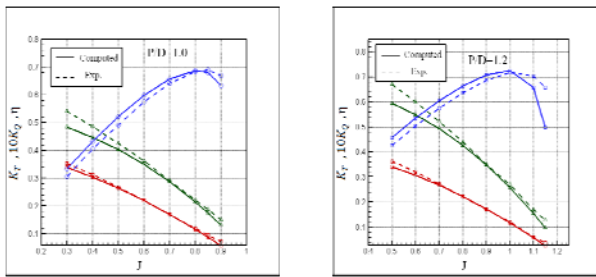 P/D=1.0
Computed
Exp.
K_T , 10K_Q , η
0.8
0.7
0.6
0.5
0.4
0.3
0.2
0.1
0.2 0.3 0.4 0.5 0.6 0.7 0.8 0.9 1
J
P/D=1.2
Computed
Exp.
K_T , 10K_Q , η
0.8
0.7
0.6
0.5
0.4
0.3
0.2
0.1
0.4 0.5 0.6 0.7 0.8 0.9 1.0 1.1 1.2
J